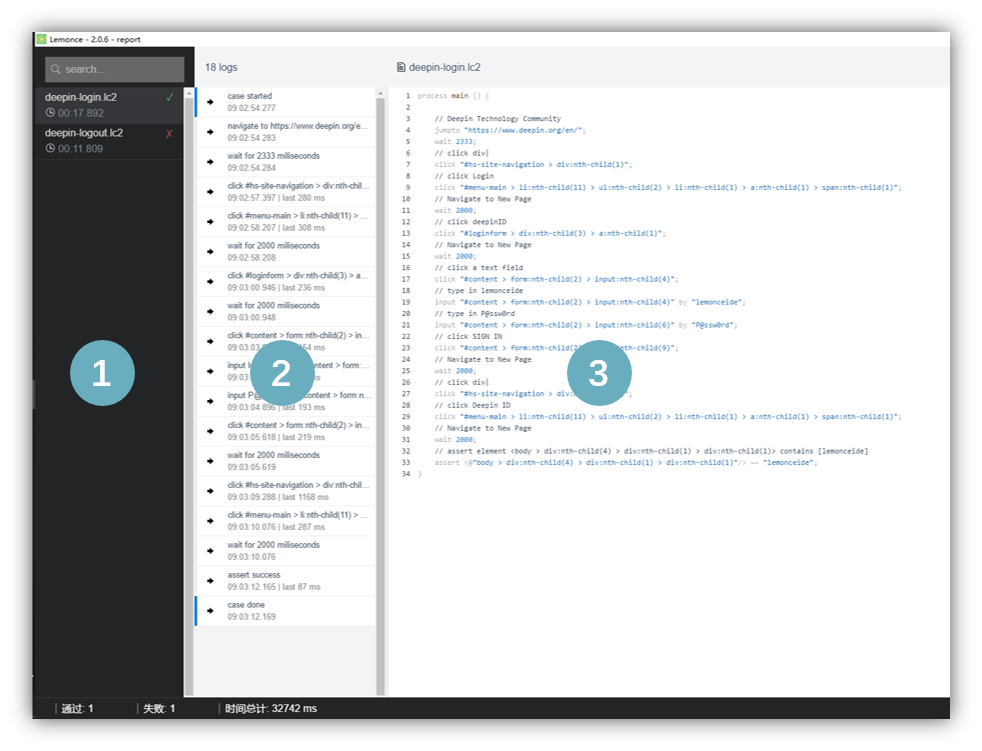 Lemonce - 2.0.6 - report
search...
deepin-login.lc2
00:17.892
deepin-logout.lc2
X
00:11.809
1
18 logs
case started
09:02:54.277
navigate to https://www.deepin.org/e...
09:02:54.283
wait for 2333 miliseconds
09:02:54.284
click #hs-site-navigation > div:nth-chil...
09:02:57.397 | last 280 ms
click #menu-main > li:nth-child(11) > ...
09:02:58.207 | last 308 ms
wait for 2000 miliseconds
09:02:58.208
click #loginform > div:nth-child(3) > a...
09:03:00.946 | last 236 ms
wait for 2000 miliseconds
09:03:00.948
click #content > form:nth-child(2) > in...
09:03:03 54 ms
input ntent > form:...
09:03: s
input P@ ontent > form:n...
09:03:04.896 | last 193 ms
click #content > form:nth-child(2) > in...
09:03:05.618 | last 219 ms
wait for 2000 miliseconds
09:03:05.619
click #hs-site-navigation > div:nth-chil...
09:03:09.288 | last 1168 ms
click #menu-main > li:nth-child(11) > ...
09:03:10.076 | last 287 ms
wait for 2000 miliseconds
09:03:10.076
assert success
09:03:12.165 | last 87 ms
case done
09:03:12.169
2
deepin-login.lc2
1 process main () {
2
3 // Deepin Technology Community
4 jumpto "https://www.deepin.org/en/";
5 wait 2333;
6 // click div|
7 click "#hs-site-navigation > div:nth-child(1)";
8 // click Login
9 click "#menu-main > li:nth-child(11) > ul:nth-child(2) > li:nth-child(1) > a:nth-child(1) > span:nth-child(1)";
10 // Navigate to New Page
11 wait 2000;
12 // click deepinID
13 click "#loginform > div:nth-child(3) > a:nth-child(1)";
14 // Navigate to New Page
15 wait 2000;
16 // click a text field
17 click "#content > form:nth-child(2) > input:nth-child(4)";
18 // type in lemonceide
19 input "#content > form:nth-child(2) > input:nth-child(4)" by "lemonceide";
20 // type in P@ssw0rd
21 input "#content > form:nth-child(2) > input:nth-child(6)" by "P@ssw0rd";
22 // click SIGN IN
23 click "#content > form:nth-child(2 h-child(9)";
24 // Navigate to New Page
25 wait 2000;
26 // click div|
27 click "#hs-site-navigation > div ";
28 // click Deepin ID
29 click "#menu-main > li:nth-child(11) > ul:nth-child(2) > li:nth-child(1) > a:nth-child(1) > span:nth-child(1)";
30 // Navigate to New Page
31 wait 2000;
32 // assert element <body > div:nth-child(4) > div:nth-child(1) > div:nth-child(1)> contains [lemonceide]
33 assert <@"body > div:nth-child(4) > div:nth-child(1) > div:nth-child(1)"/> == "lemonceide";
34 }
3
通过: 1
失败: 1
时间总计: 32742 ms